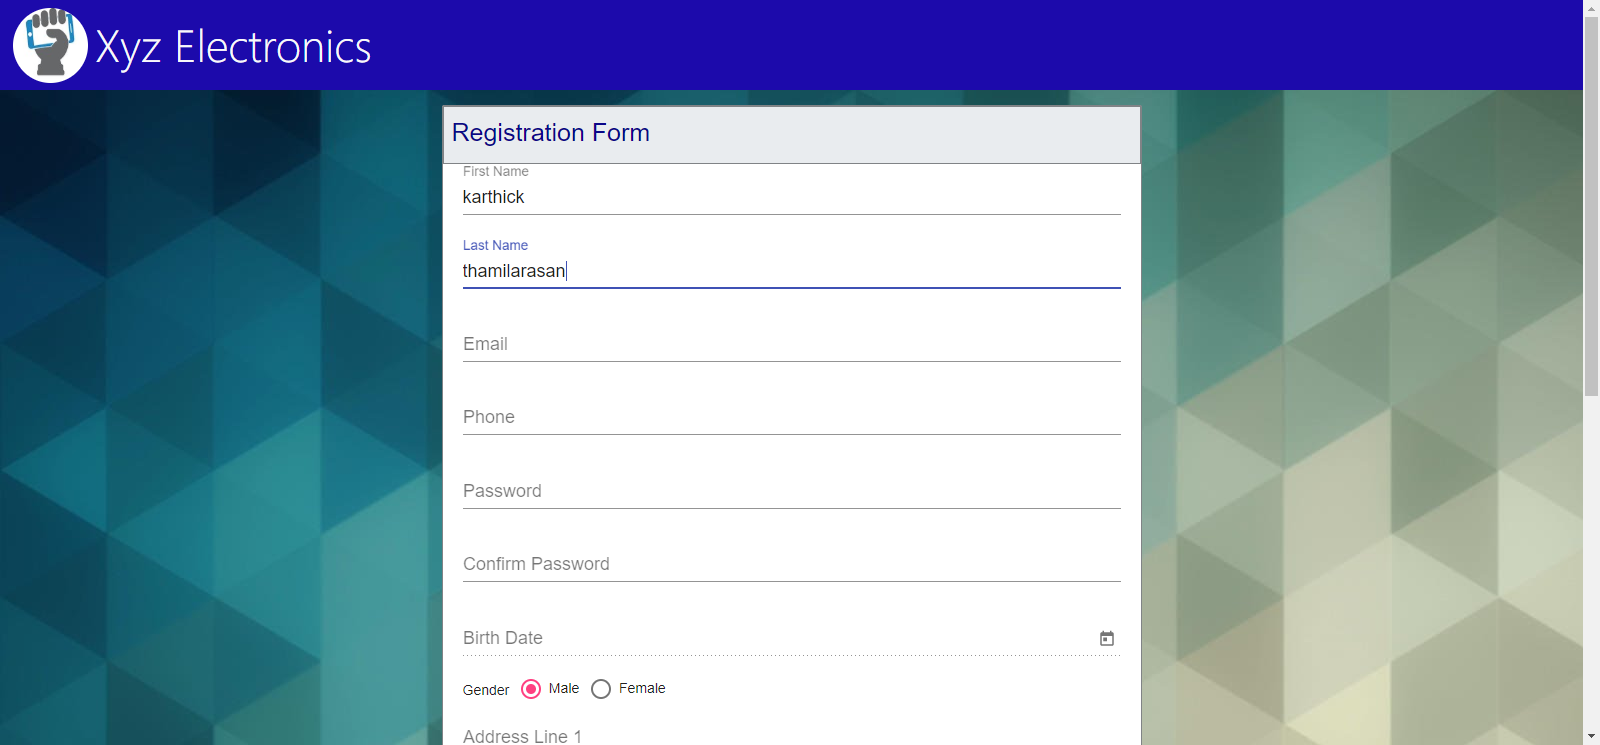 Xyz Electronics
Registration Form
First Name
karthick
Last Name
thamilarasan
Email
Phone
Password
Confirm Password
Birth Date
Gender Male Female
Address Line 1